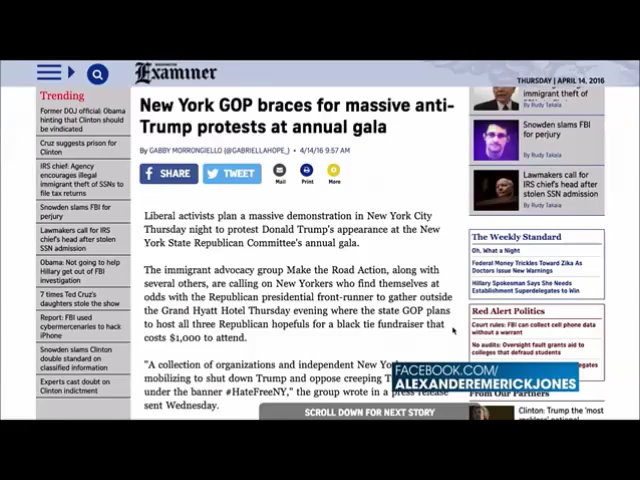 Examiner
THURSDAY | APRIL 14, 2016
Trending
Former DOJ official: Obama
hinting that Clinton should
be vindicated
Cruz suggests prison for
Clinton
IRS chief: Agency
encourages illegal
immigrant theft of SSNs to
file tax returns
Snowden slams FBI for
perjury
Lawmakers call for IRS
chief's head after stolen
SSN admission
Obama: Not going to help
Hillary get out of FBI
investigation
7 times Ted Cruz's
daughters stole the show
Report: FBI used
cybermercenaries to hack
iPhone
Snowden slams Clinton
double standard on
classified information
Experts cast doubt on
Clinton indictment
New York GOP braces for massive anti-
Trump protests at annual gala
By GABBY MORRONGIELLO (@GABRIELLAHOPE_) • 4/14/16 9:57 AM
SHARE
TWEET
Mail
Print
More
Liberal activists plan a massive demonstration in New York City
Thursday night to protest Donald Trump's appearance at the New
York State Republican Committee's annual gala.
The immigrant advocacy group Make the Road Action, along with
several others, are calling on New Yorkers who find themselves at
odds with the Republican presidential front-runner to gather outside
the Grand Hyatt Hotel Thursday evening where the state GOP plans
to host all three Republican hopefuls for a black tie fundraiser that
costs $1,000 to attend.
"A collection of organizations and independent New
mobilizing to shut down Trump and oppose creeping
under the banner #HateFreeNY," the group wrote in a press release
sent Wednesday.
SCROLL DOWN FOR NEXT STORY
immigrant theft of
SSNs
By Rudy Takala
Snowden slams FBI
for perjury
By Rudy Takala
Lawmakers call for
IRS chief's head after
stolen SSN admission
By Rudy Takala
The Weekly Standard
Oh, What a Night
Federal Money Trickles Toward Zika As
Doctors Issue New Warnings
Hillary Spokesman Says She Needs
Establishment Superdelegates to Win
Red Alert Politics
Court rules: FBI can collect cell phone data
without a warrant
No audits: Oversight fault grants aid to
colleges that defraud students
FACEBOOK.COM/
ALEXANDEREMERICKJONES
From Our Partners
Clinton: Trump the 'most